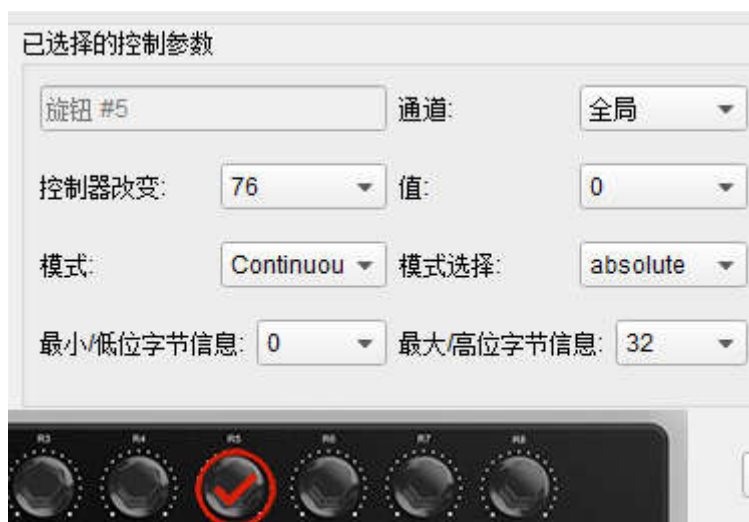 已选择的控制参数
旋钮 #5 通道: 全局
控制器改变: 76 值: 0
模式: Continuou 模式选择: absolute
最小/低位字节信息: 0 最大/高位字节信息: 32
R3 R4 R5 R6 R7 R8